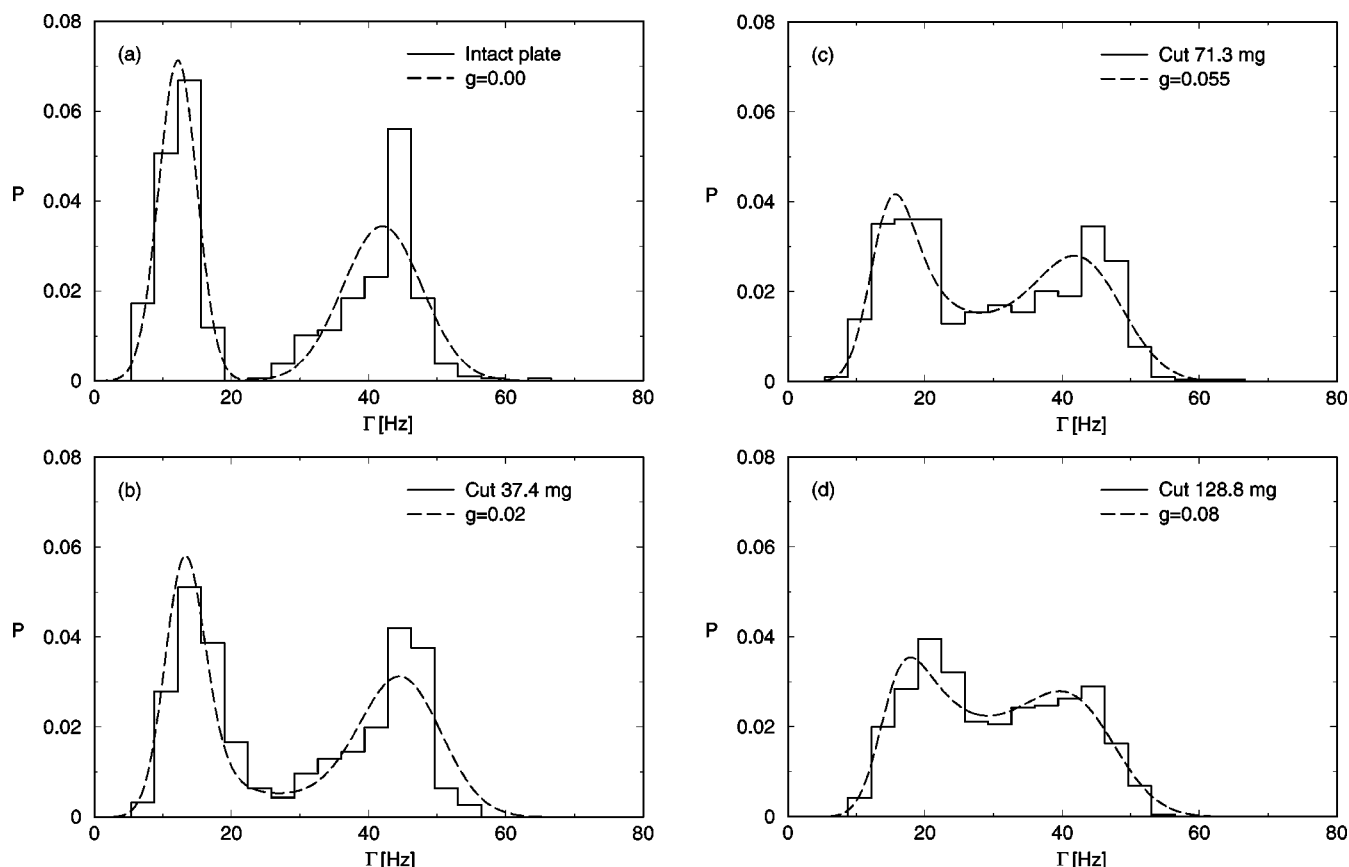 0.08
(a)
Intact plate
g=0.00
0.06
P
0.04
0.02
0
0 20 40 60 80
Γ [Hz]
0.08
(b)
Cut 37.4 mg
g=0.02
0.06
P
0.04
0.02
0
0 20 40 60 80
Γ [Hz]
0.08
(c)
Cut 71.3 mg
g=0.055
0.06
P
0.04
0.02
0
0 20 40 60 80
Γ [Hz]
0.08
(d)
Cut 128.8 mg
g=0.08
0.06
P
0.04
0.02
0
0 20 40 60 80
Γ [Hz]